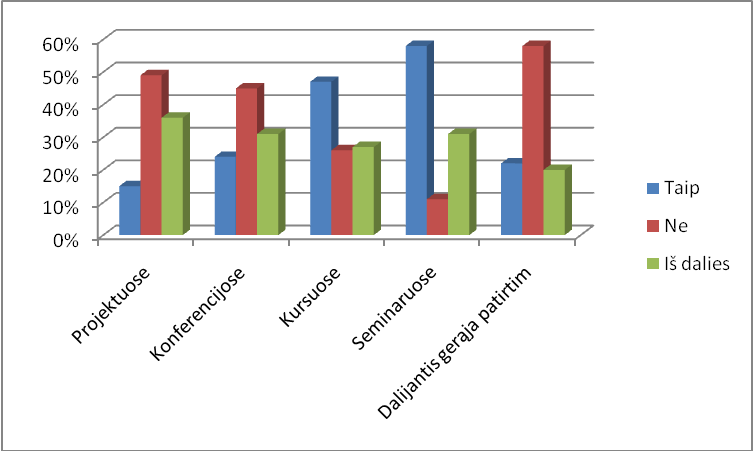 60%
50%
40%
30%
20%
10%
0%
Projektuose
Konferencijose
Kursuose
Seminaruose
Dalijantis gerąja patirtim
Taip
Ne
Iš dalies